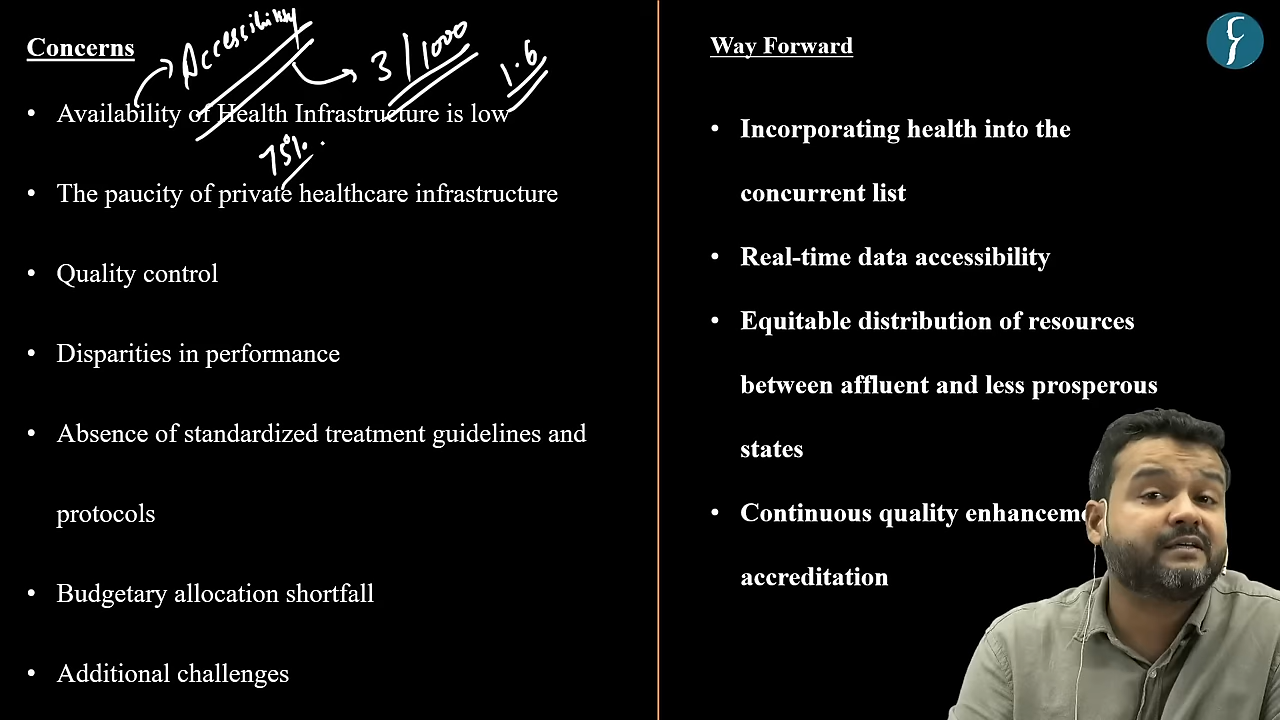 Concerns
Accessibility
3/1000
1.6
• Availability of Health Infrastructure is low
75%.
• The paucity of private healthcare infrastructure
• Quality control
• Disparities in performance
• Absence of standardized treatment guidelines and
protocols
• Budgetary allocation shortfall
• Additional challenges
Way Forward
• Incorporating health into the
concurrent list
• Real-time data accessibility
• Equitable distribution of resources
between affluent and less prosperous
states
• Continuous quality
accreditation